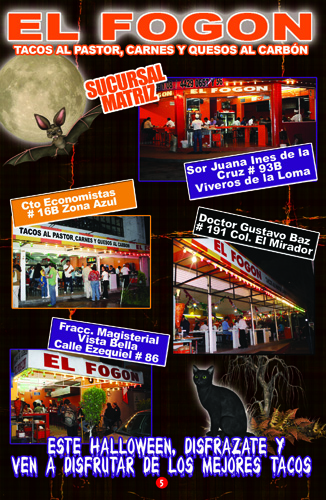 EL FOGON
TACOS AL PASTOR, CARNES Y QUESOS AL CARBÓN
SUCURSAL
MATRIZ
EL FOGON
Sor Juana Ines de la
Cruz # 93B
Viveros de la Loma
Cto Economistas
# 16B Zona Azul
TACOS AL PASTOR, CARNES Y QUESOS AL CARBÓN
Doctor Gustavo Baz
# 191 Col. El Mirador
EL FOGON
Fracc. Magisterial
Vista Bella
Calle Ezequiel # 86
EL FOGON
ESTE HALLOWEEN, DISFRAZATE Y
VEN A DISFRUTAR DE LOS MEJORES TACOS
5